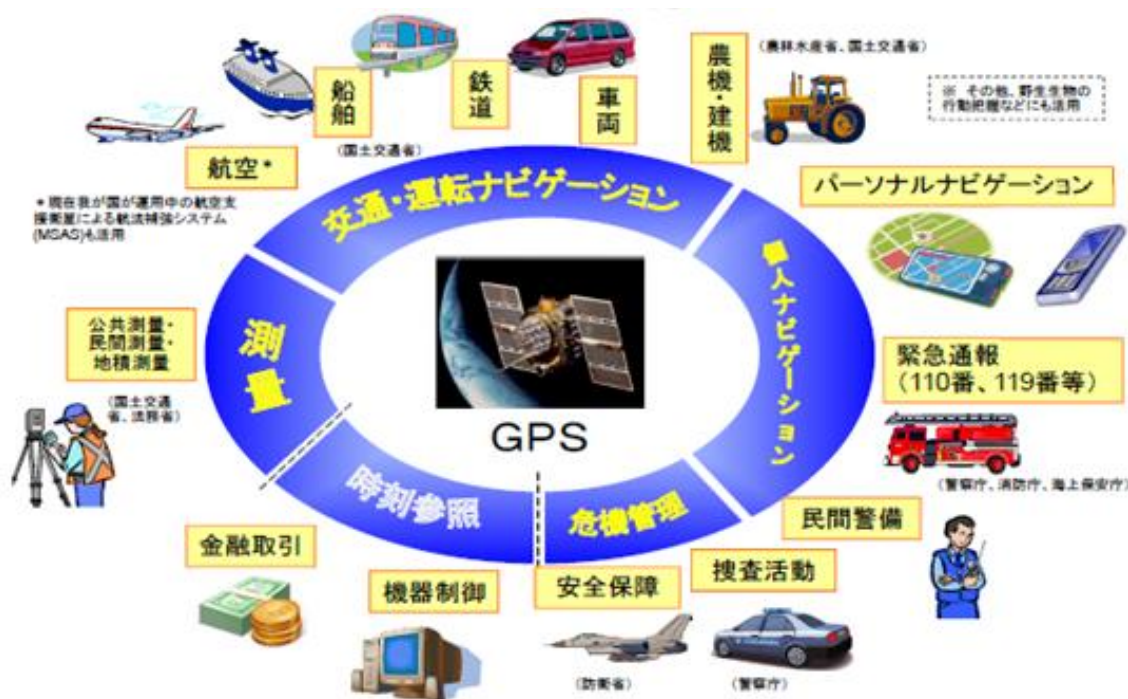 船舶
鉄道
車両
農機・建機
（農林水産省、国土交通省）
※ その他、野生生物の
行動把握などにも活用
航空*
（国土交通省）
* 現在我が国が運用中の航空支
援衛星による航法補強システム
(MSAS)も活用
交通・運転ナビゲーション
パーソナルナビゲーション
個人ナビゲーション
測量
公共測量・
民間測量・
地積測量
（国土交通
省、法務省）
緊急通報
（110番、119番等）
（警察庁、消防庁、海上保安庁）
GPS
時刻参照
危機管理
民間警備
金融取引
機器制御
安全保障
捜査活動
（防衛省）
（警察庁）